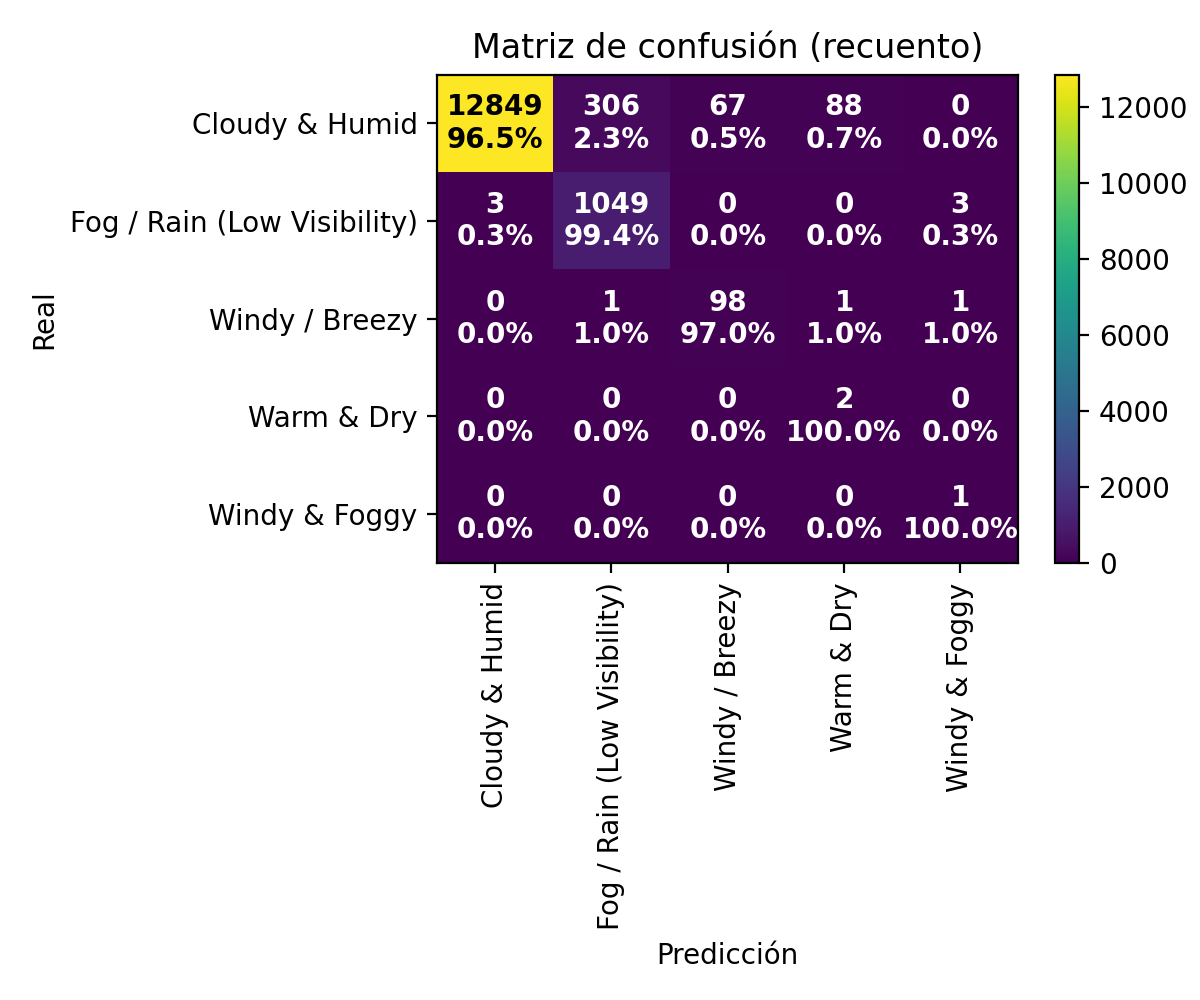 Matriz de confusión (recuento)
Cloudy & Humid
12849 306 67 88 0
96.5% 2.3% 0.5% 0.7% 0.0%
Fog / Rain (Low Visibility)
3 1049 0 0 3
0.3% 99.4% 0.0% 0.0% 0.3%
Windy / Breezy
0 1 98 1 1
0.0% 1.0% 97.0% 1.0% 1.0%
Warm & Dry
0 0 0 2 0
0.0% 0.0% 0.0% 100.0% 0.0%
Windy & Foggy
0 0 0 0 1
0.0% 0.0% 0.0% 0.0% 100.0%
Real
12000
10000
8000
6000
4000
2000
0
Cloudy & Humid
Fog / Rain (Low Visibility)
Windy / Breezy
Warm & Dry
Windy & Foggy
Predicción